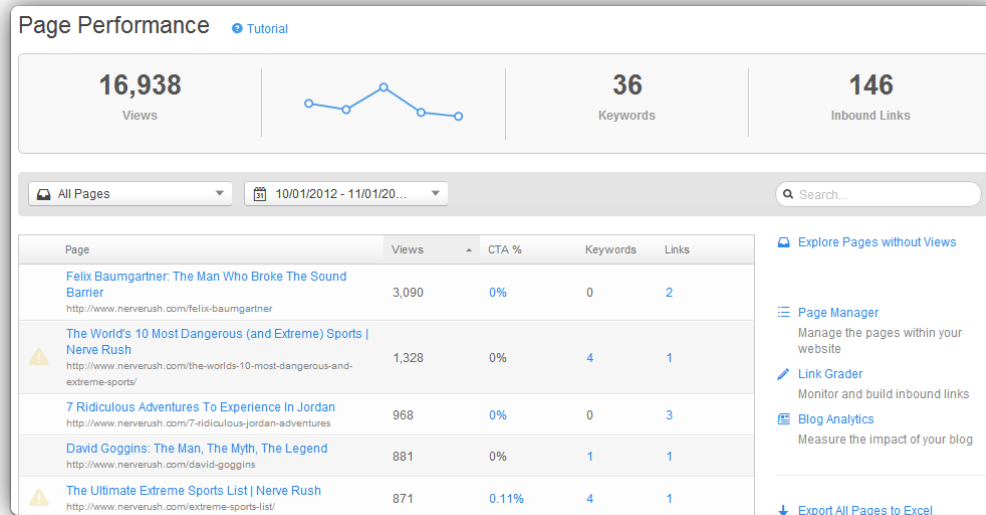 Page Performance Tutorial
16,938
Views
36
Keywords
146
Inbound Links
All Pages
31
10/01/2012 - 11/01/20...
Search...
Page Views CTA % Keywords Links
Felix Baumgartner: The Man Who Broke The Sound
Barrier
http://www.nerverush.com/felix-baumgartner
3,090 0% 0 2
The World's 10 Most Dangerous (and Extreme) Sports |
Nerve Rush
http://www.nerverush.com/the-worlds-10-most-dangerous-and-
extreme-sports/
1,328 0% 4 1
7 Ridiculous Adventures To Experience In Jordan
http://www.nerverush.com/7-ridiculous-jordan-adventures
968 0% 0 3
David Goggins: The Man, The Myth, The Legend
http://www.nerverush.com/david-goggins
881 0% 1 1
The Ultimate Extreme Sports List | Nerve Rush
http://www.nerverush.com/extreme-sports-list/
871 0.11% 4 1
Explore Pages without Views
Page Manager
Manage the pages within your
website
Link Grader
Monitor and build inbound links
Blog Analytics
Measure the impact of your blog
Export All Pages to Excel